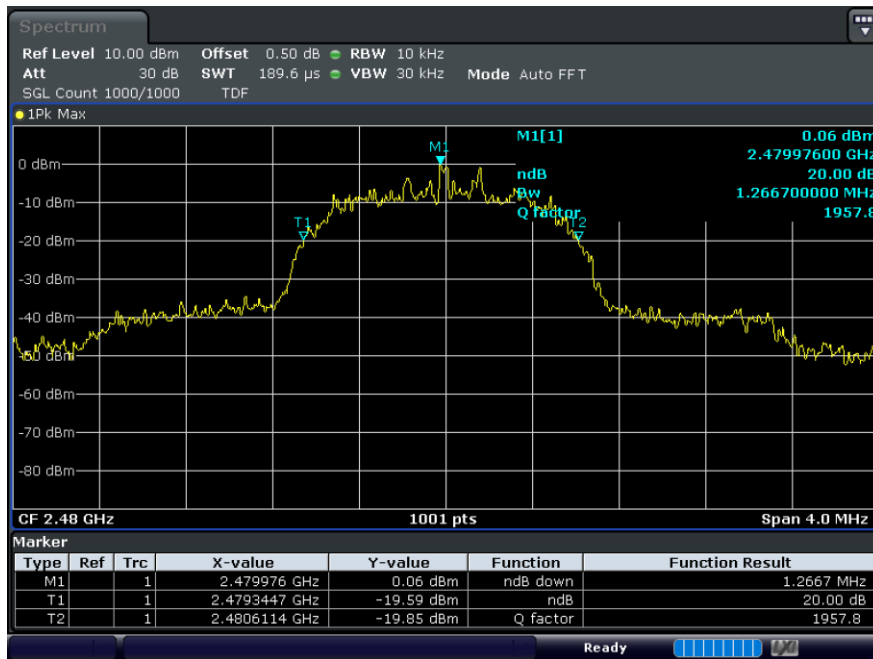 Spectrum
Ref Level 10.00 dBm Offset 0.50 dB RBW 10 kHz
Att 30 dB SWT 189.6 µs VBW 30 kHz Mode Auto FFT
SGL Count 1000/1000 TDF
1Pk Max
M1[1] 0.06 dBm
2.47997600 GHz
ndB 20.00 dB
Bw 1.266700000 MHz
Q factor 1957.8
M1
T1
T2
0 dBm
-10 dBm
-20 dBm
-30 dBm
-40 dBm
-50 dBm
-60 dBm
-70 dBm
-80 dBm
CF 2.48 GHz 1001 pts Span 4.0 MHz
Marker
Type Ref Trc X-value Y-value Function Function Result
M1 1 2.479976 GHz 0.06 dBm ndB down 1.2667 MHz
T1 1 2.4793447 GHz -19.59 dBm ndB 20.00 dB
T2 1 2.4806114 GHz -19.85 dBm Q factor 1957.8
Ready